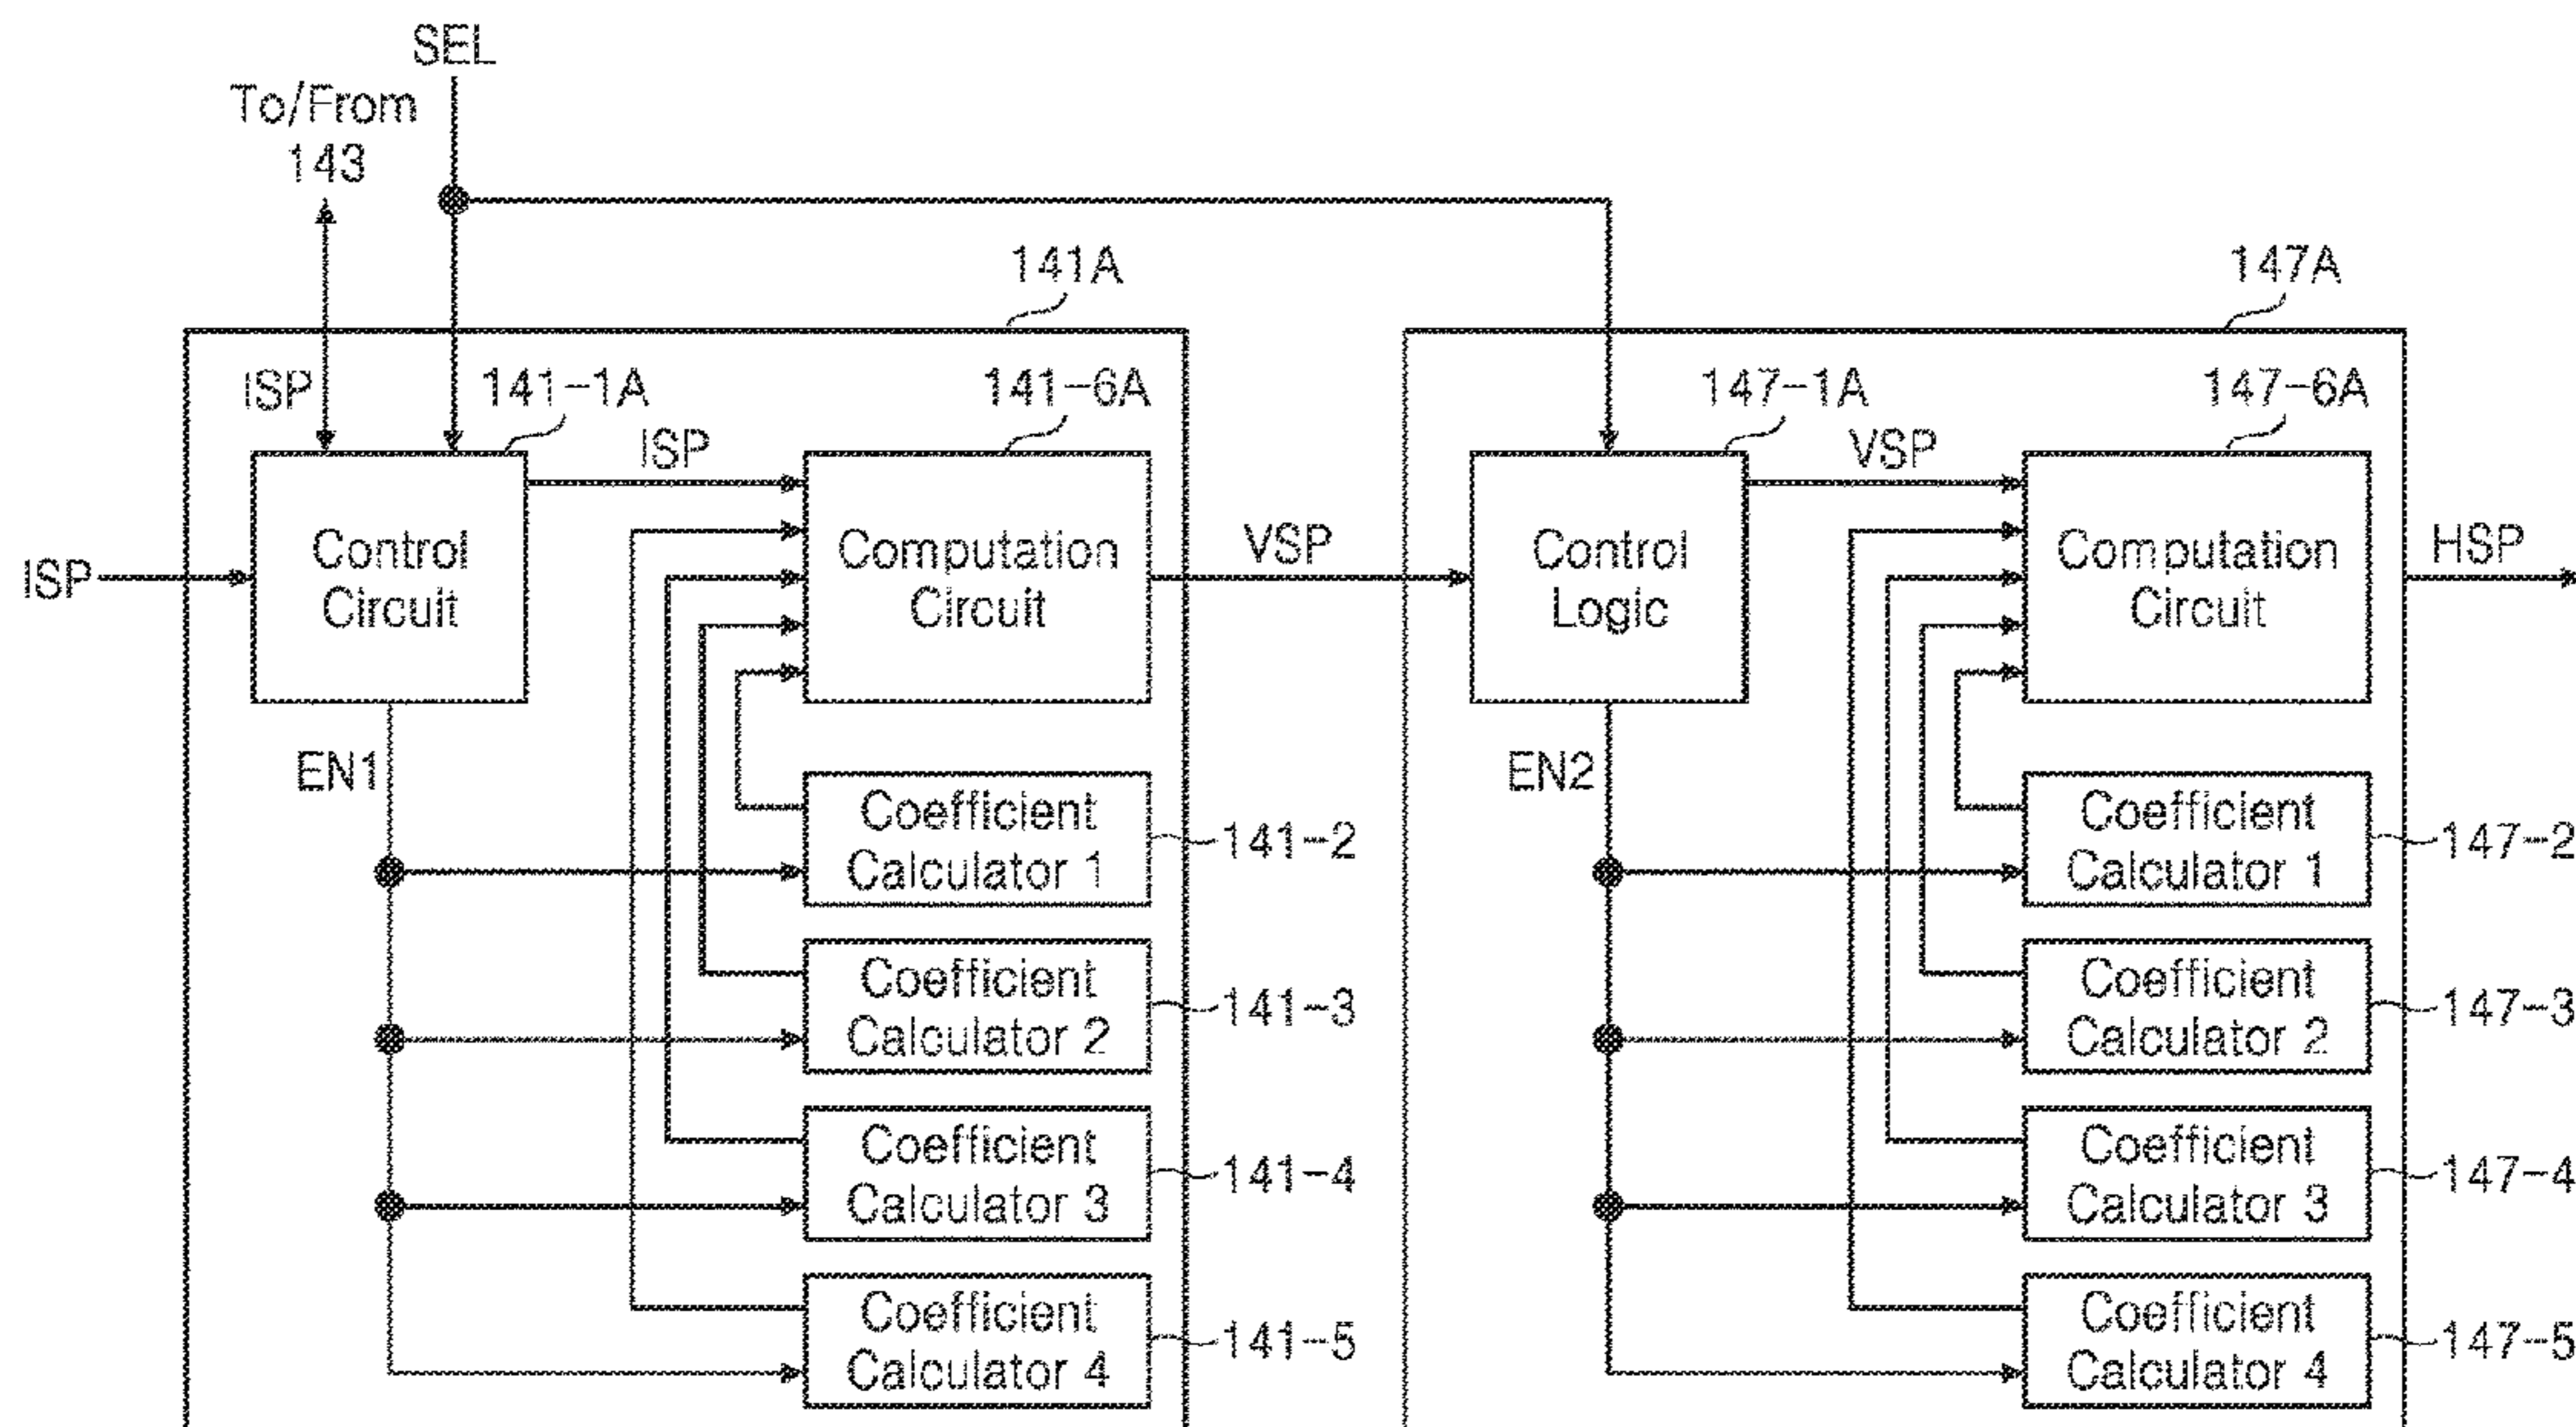 SEL
To/From
143
141A
147A
ISP
141-1A
ISP
141-6A
147-1A
VSP
147-6A
ISP
Control
Circuit
Computation
Circuit
VSP
Control
Logic
Computation
Circuit
HSP
EN1
EN2
Coefficient
Calculator 1
141-2
Coefficient
Calculator 1
147-2
Coefficient
Calculator 2
141-3
Coefficient
Calculator 2
147-3
Coefficient
Calculator 3
141-4
Coefficient
Calculator 3
147-4
Coefficient
Calculator 4
141-5
Coefficient
Calculator 4
147-5